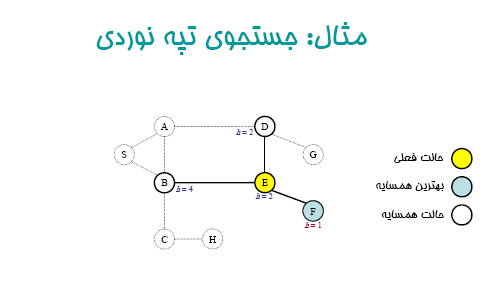 مثال: جستجوی تپه نوردی
A
D
h = 2
S
G
حالت فعلی
B
h = 4
E
h = 2
بهترین همسایه
F
h = 1
حالت همسایه
C
H